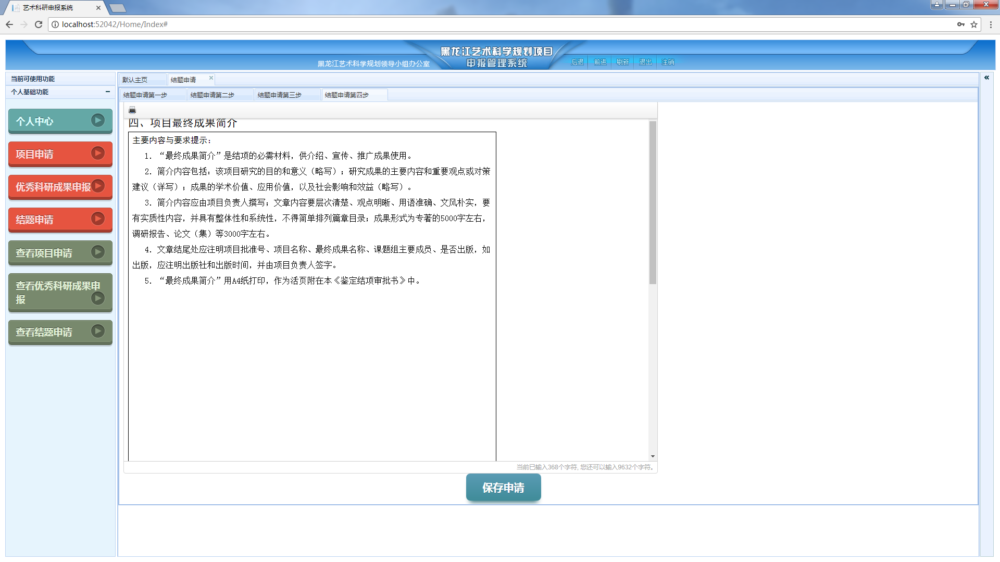 艺术科研申报系统
localhost:52042/Home/Index#
黑龙江艺术科学规划项目
申报管理系统
黑龙江艺术科学规划领导小组办公室
后退 前进 刷新 退出 注销
当前可使用功能
个人基础功能
个人中心
项目申请
优秀科研成果申报
结题申请
查看项目申请
查看优秀科研成果申
报
查看结题申请
默认主页 结题申请
结题申请第一步 结题申请第二步 结题申请第三步 结题申请第四步
四、项目最终成果简介
主要内容与要求提示：
1. “最终成果简介”是结项的必需材料，供介绍、宣传、推广成果使用。
2. 简介内容包括：该项目研究的目的和意义（略写）；研究成果的主要内容和重要观点或对策
建议（详写）；成果的学术价值、应用价值，以及社会影响和效益（略写）。
3. 简介内容应由项目负责人撰写；文章内容要层次清楚、观点明晰、用语准确、文风朴实，要
有实质性内容，并具有整体性和系统性，不得简单排列篇章目录；成果形式为专著的5000字左右，
调研报告、论文（集）等3000字左右。
4. 文章结尾处应注明项目批准号、项目名称、最终成果名称、课题组主要成员、是否出版，如
出版，应注明出版社和出版时间，并由项目负责人签字。
5. “最终成果简介”用A4纸打印，作为活页附在本《鉴定结项审批书》中。
当前已输入368个字符, 您还可以输入9632个字符。
保存申请